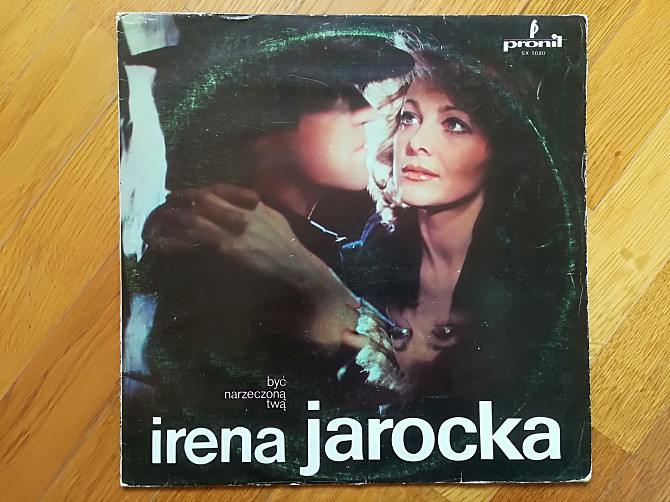 pronit
SX 1680
być
narzeczoną
twą
irena jarocka